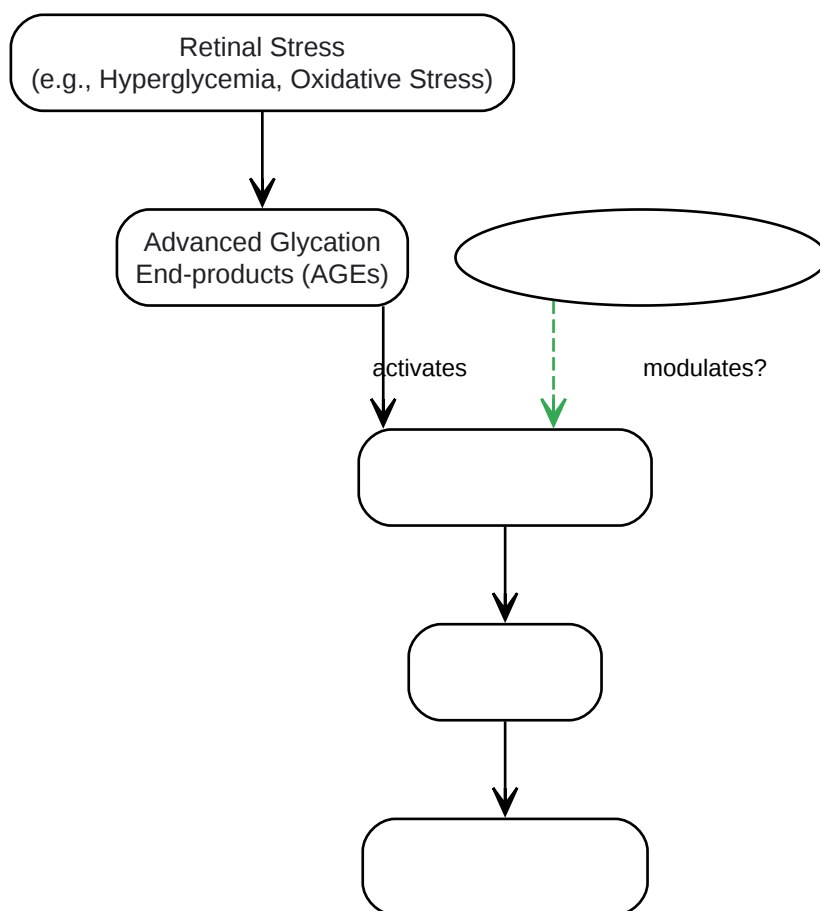 Retinal Stress
(e.g., Hyperglycemia, Oxidative Stress)
Advanced Glycation
End-products (AGEs)
activates
modulates?